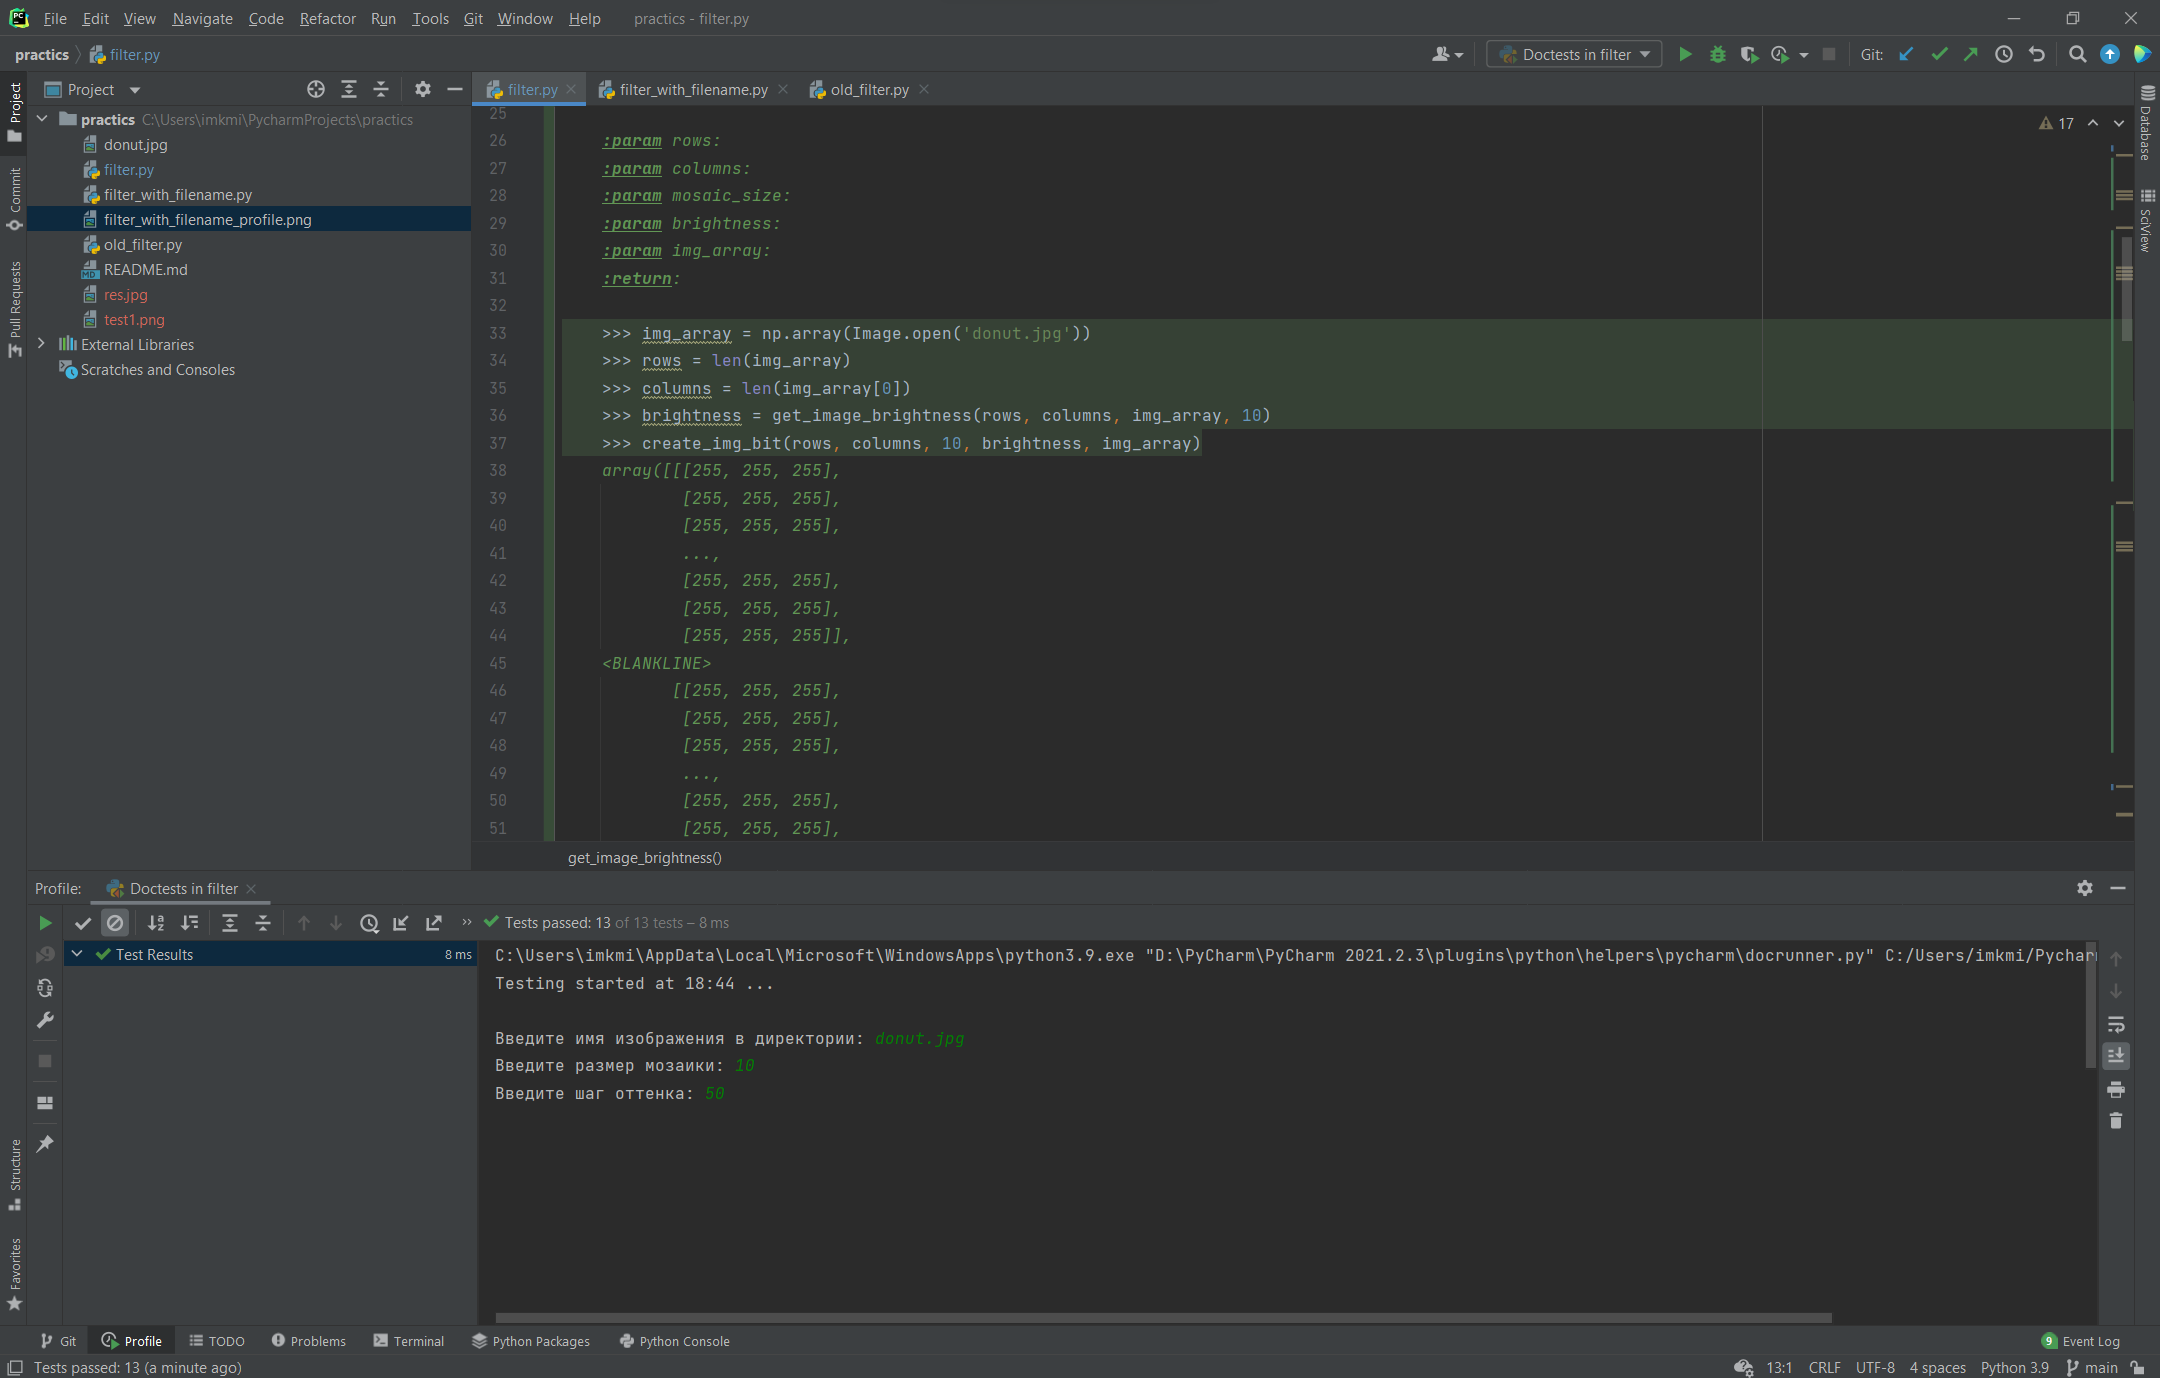 File Edit View Navigate Code Refactor Run Tools Git Window Help practics - filter.py
practics filter.py
Doctests in filter
Git:
Project
filter.py
filter_with_filename.py
old_filter.py
practics C:\Users\imkmi\PycharmProjects\practics
donut.jpg
filter.py
filter_with_filename.py
filter_with_filename_profile.png
old_filter.py
README.md
res.jpg
test1.png
External Libraries
Scratches and Consoles
Project
Commit
Pull Requests
Structure
Favorites
Database
SciView
17
25
26 :param rows:
27 :param columns:
28 :param mosaic_size:
29 :param brightness:
30 :param img_array:
31 :return:
32
33 >>> img_array = np.array(Image.open('donut.jpg'))
34 >>> rows = len(img_array)
35 >>> columns = len(img_array[0])
36 >>> brightness = get_image_brightness(rows, columns, img_array, 10)
37 >>> create_img_bit(rows, columns, 10, brightness, img_array)
38 array([[[255, 255, 255],
39 [255, 255, 255],
40 [255, 255, 255],
41 ...,
42 [255, 255, 255],
43 [255, 255, 255],
44 [255, 255, 255]],
45 <BLANKLINE>
46 [[255, 255, 255],
47 [255, 255, 255],
48 [255, 255, 255],
49 ...,
50 [255, 255, 255],
51 [255, 255, 255],
get_image_brightness()
Profile: Doctests in filter
Tests passed: 13 of 13 tests – 8 ms
Test Results 8 ms
C:\Users\imkmi\AppData\Local\Microsoft\WindowsApps\python3.9.exe "D:\PyCharm\PyCharm 2021.2.3\plugins\python\helpers\pycharm\docrunner.py" C:/Users/imkmi/Pychar
Testing started at 18:44 ...
Введите имя изображения в директории: donut.jpg
Введите размер мозаики: 10
Введите шаг оттенка: 50
Git Profile TODO Problems Terminal Python Packages Python Console 9 Event Log
Tests passed: 13 (a minute ago) 13:1 CRLF UTF-8 4 spaces Python 3.9 main